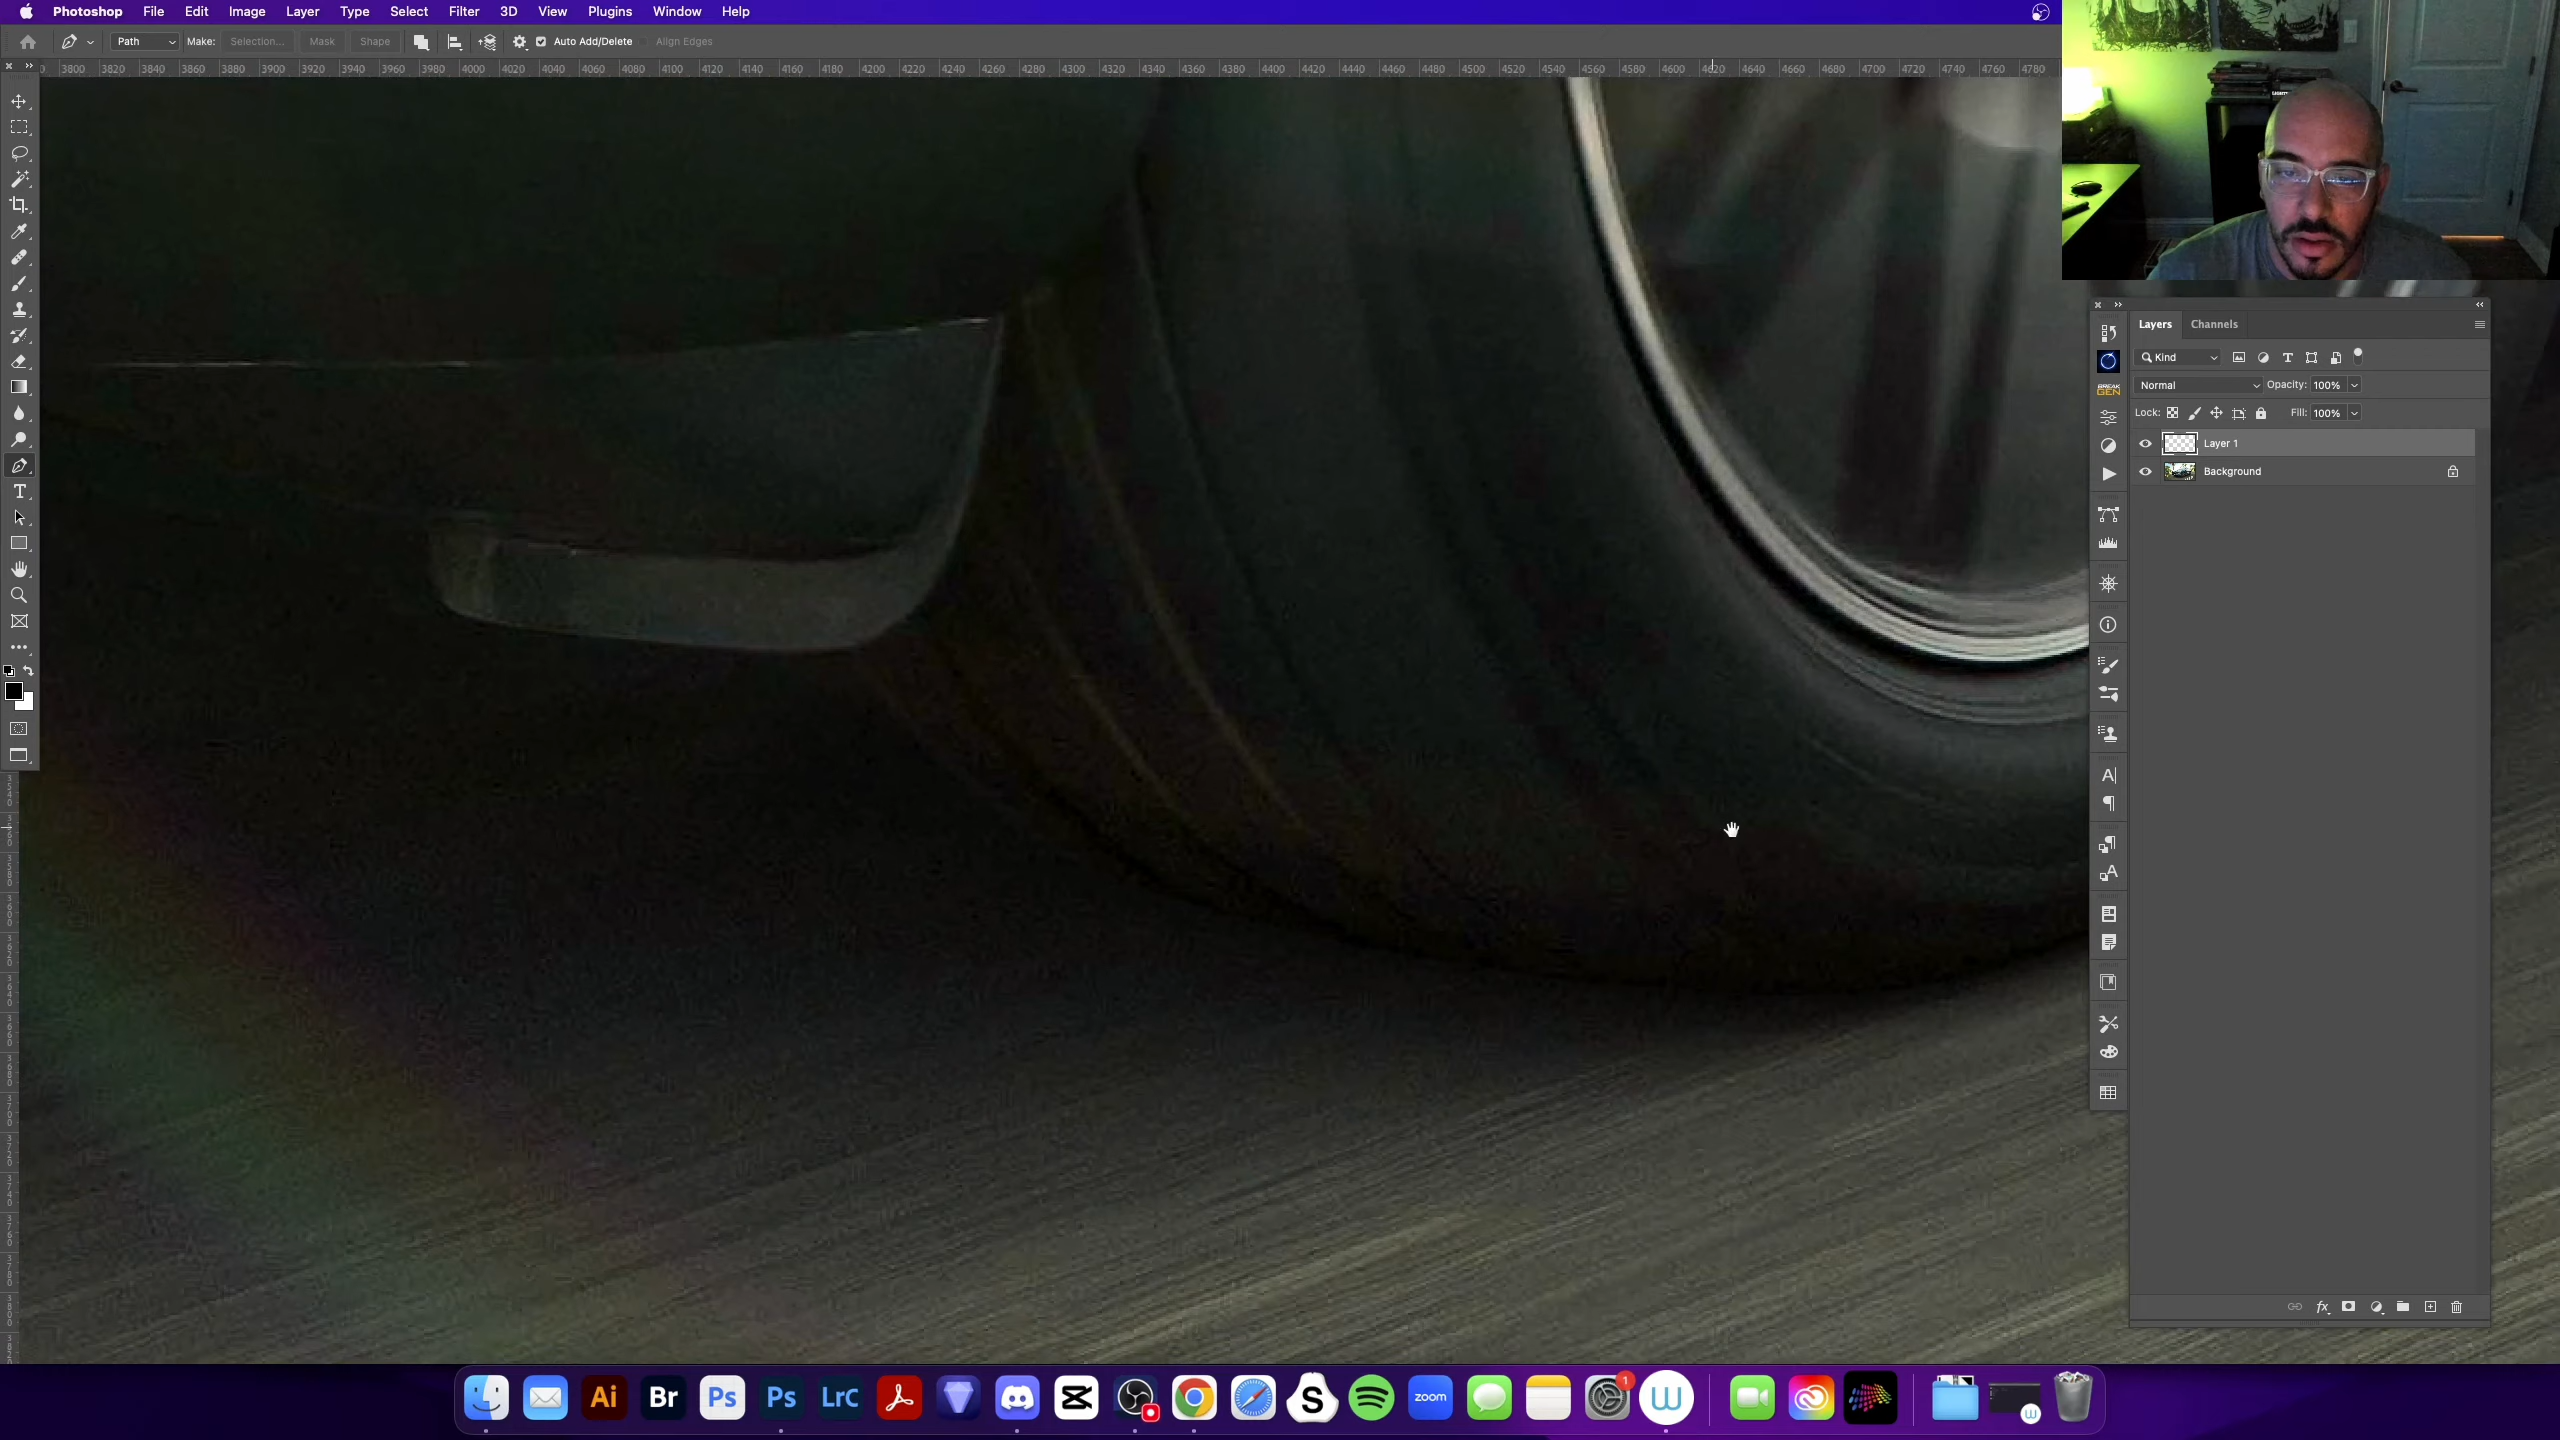 Photoshop File Edit Image Layer Type Select Filter 3D View Plugins Window Help
Path Make: Selection... Mask Shape Auto Add/Delete Align Edges
3800 3820 3840 3860 3880 3900 3920 3940 3960 3980 4000 4020 4040 4060 4080 4100 4120 4140 4160 4180 4200 4220 4240 4260 4280 4300 4320 4340 4360 4380 4400 4420 4440 4460 4480 4500 4520 4540 4560 4580 4600 4620 4640 4660 4680 4700 4720 4740 4760 4780
Layers Channels
Kind
BREAK
GEN
Normal Opacity: 100%
Lock: Fill: 100%
Layer 1
Background
fx
Ai Br Ps Ps LrC zoom 1